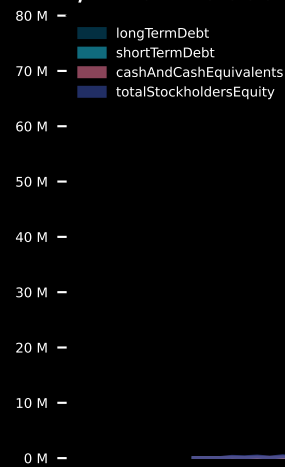 80 M
longTermDebt
shortTermDebt
70 M
cashAndCashEquivalents
totalStockholdersEquity
60 M
50 M
40 M
30 M
20 M
10 M
0 M